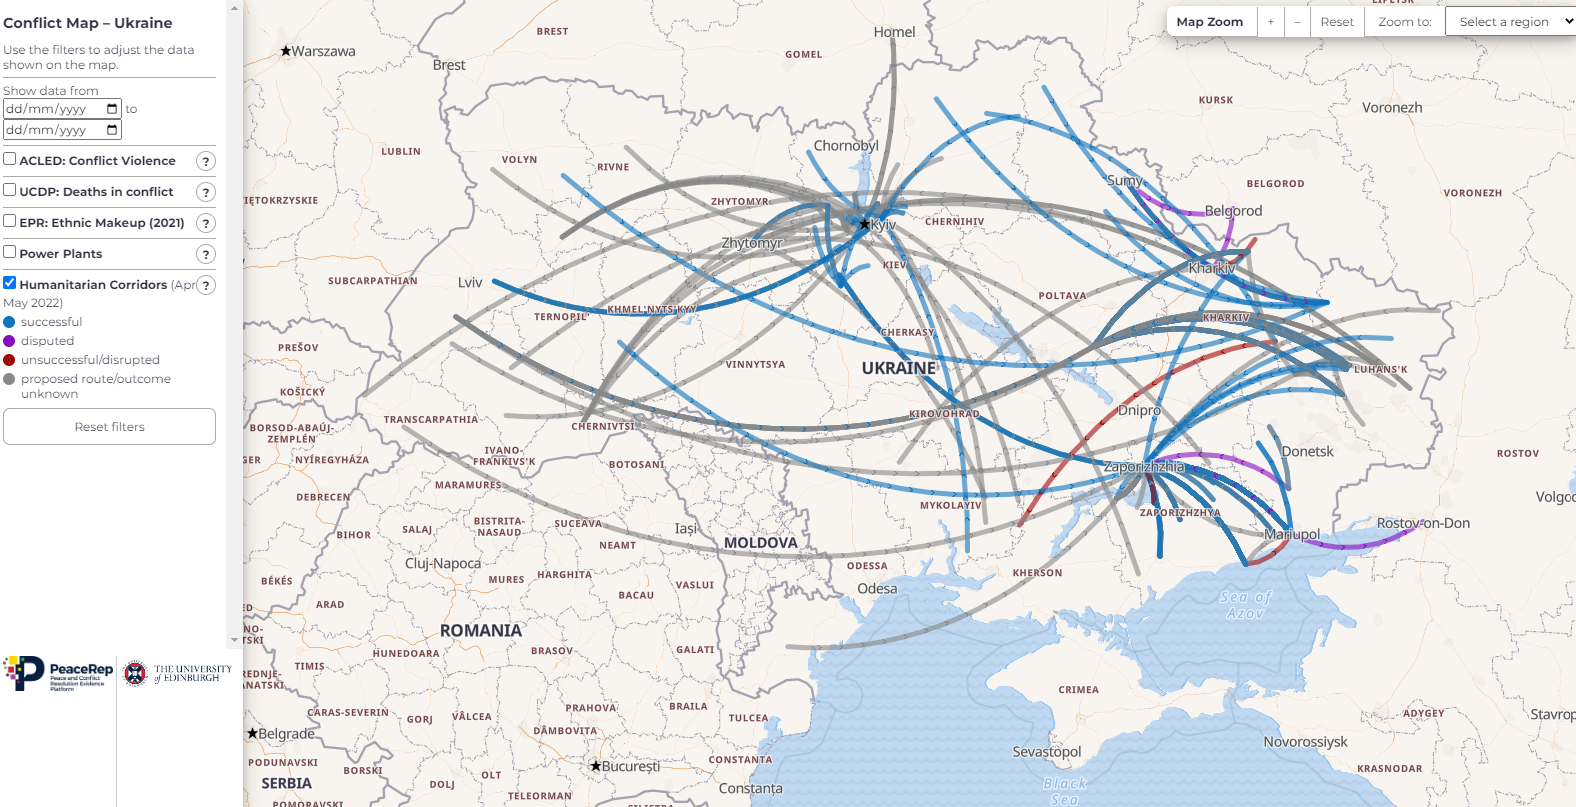 Conflict Map – Ukraine
Use the filters to adjust the data
shown on the map.
Show data from
dd/mm/yyyy to
dd/mm/yyyy
ACLED: Conflict Violence ?
UCDP: Deaths in conflict ?
EPR: Ethnic Makeup (2021) ?
Power Plants ?
Humanitarian Corridors (Apr ?
May 2022)
successful
disputed
unsuccessful/disrupted
proposed route/outcome
unknown
Reset filters
PeaceRep
Peace and Conflict
Resolution Evidence
Platform
THE UNIVERSITY
of EDINBURGH
Map Zoom + – Reset Zoom to: Select a region
Homel
BREST
Warszawa
GOMEL
Brest
KURSK
Voronezh
Chornobyl
LUBLIN
VOLYN
RIVNE
Sumy
BELGOROD
VORONEZH
IĘTOKRZYSKIE
ZHYTOMYR
Belgorod
CHERNIHIV
Kyiv
Zhytomyr
KIEV
Kharkiv
SUBCARPATHIAN
Lviv
POLTAVA
KHMEL'NYTS'KYY
TERNOPIL'
KHARKIV
CHERKASY
PREŠOV
VINNYTSYA
UKRAINE
LUHANS'K
KOŠICKÝ
Dnipro
KIROVOHRAD
TRANSCARPATHIA
CHERNIVTSI
BORSOD-ABAÚJ-
ZEMPLÉN
IVANO-
FRANKIVS'K
Donetsk
ROSTOV
GER
NYÍREGYHÁZA
BOTOSANI
Zaporizhzhia
MARAMURES
DEBRECEN
Volgo
MYKOLAYIV
ZAPORIZHZHYA
BISTRITA-
NASAUD
SUCEAVA
Rostov-on-Don
SALAJ
Iași
BIHOR
Mariupol
MOLDOVA
NEAMT
Cluj-Napoca
ODESSA
KHERSON
HARGHITA
MURES
BÉKÉS
VASLUI
Odesa
BACAU
Sea of
Azov
ARAD
ED
NO-
TSKI
ROMANIA
HUNEDOARA
BRASOV
GALATI
TIMIS
REDNJE-
ANATSKI
CRIMEA
PRAHOVA
BRAILA
CARAS-SEVERIN
GORJ
VÂLCEA
TULCEA
ADYGEY
Stavrop
DÂMBOVITA
Belgrade
Novorossiysk
Sevastopol
PODUNAVSKI
BORSKI
București
CONSTANTA
KRASNODAR
SERBIA
DOLJ
OLT
Constanța
Black
Sea
TELEORMAN
POMORAVSKI